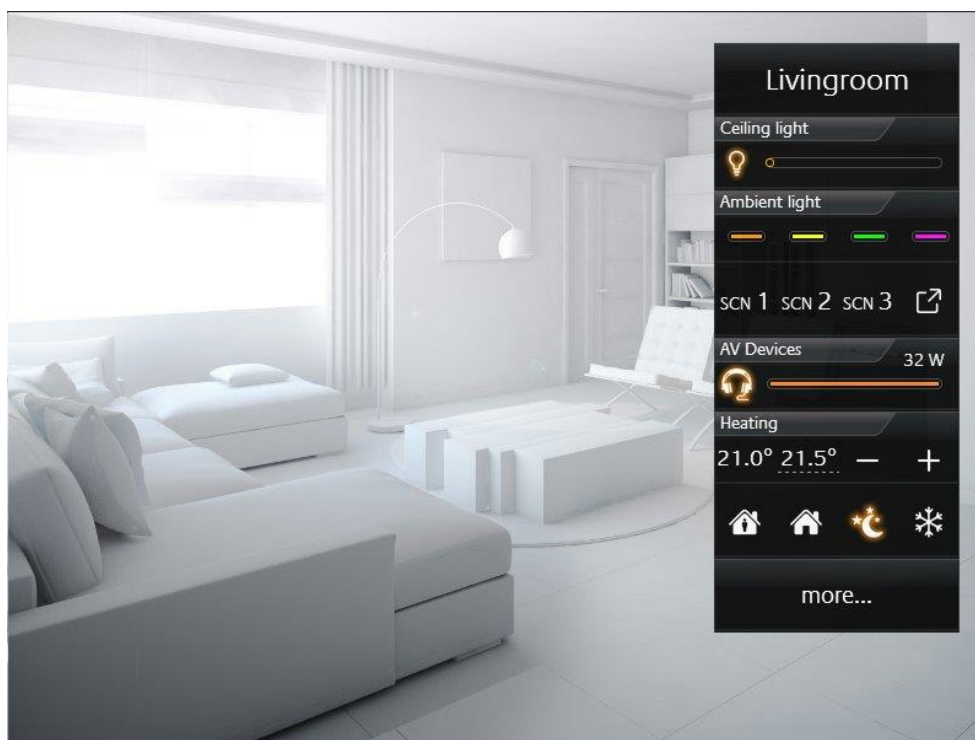 Livingroom
Ceiling light
Ambient light
SCN 1 SCN 2 SCN 3
AV Devices
32 W
Heating
21.0° 21.5° — +
more...